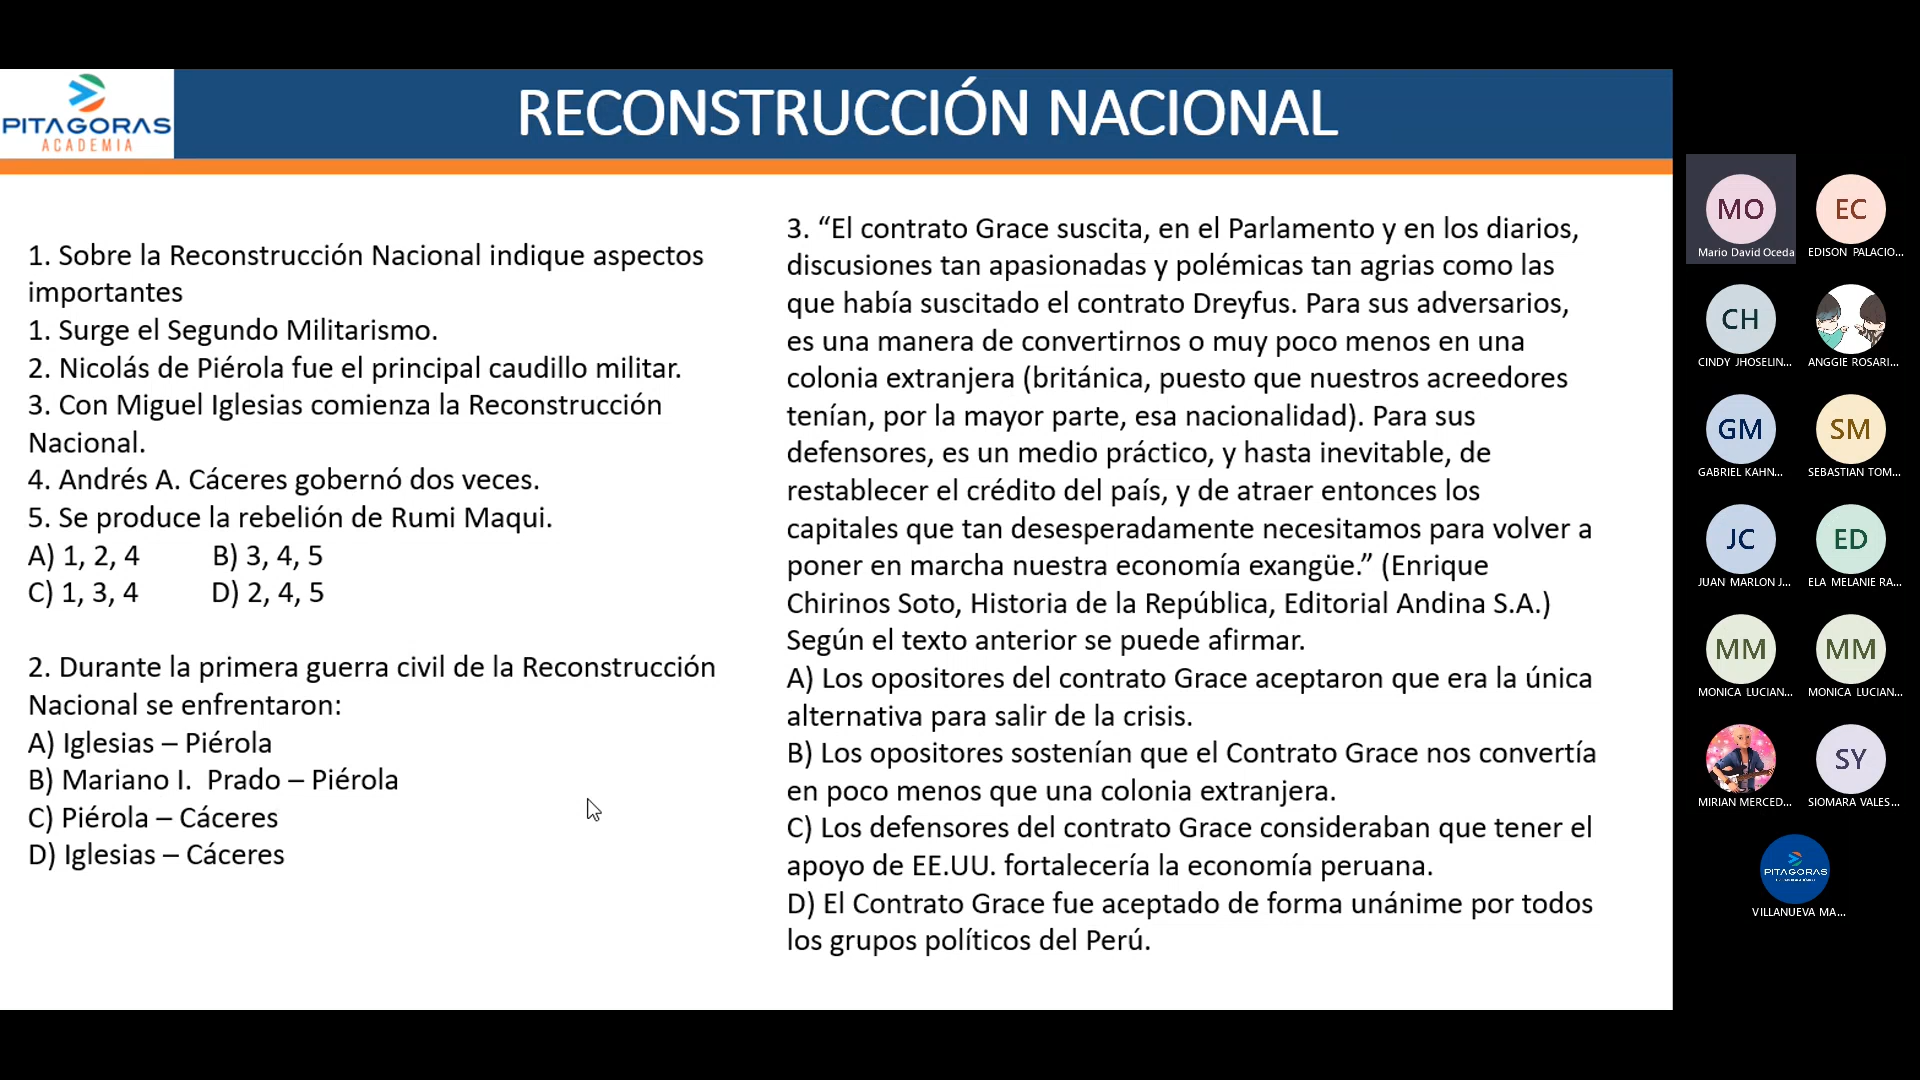 PITAGORAS
ACADEMIA
RECONSTRUCCIÓN NACIONAL
1. Sobre la Reconstrucción Nacional indique aspectos
importantes
1. Surge el Segundo Militarismo.
2. Nicolás de Piérola fue el principal caudillo militar.
3. Con Miguel Iglesias comienza la Reconstrucción
Nacional.
4. Andrés A. Cáceres gobernó dos veces.
5. Se produce la rebelión de Rumi Maqui.
A) 1, 2, 4 B) 3, 4, 5
C) 1, 3, 4 D) 2, 4, 5
2. Durante la primera guerra civil de la Reconstrucción
Nacional se enfrentaron:
A) Iglesias – Piérola
B) Mariano I. Prado – Piérola
C) Piérola – Cáceres
D) Iglesias – Cáceres
3. “El contrato Grace suscita, en el Parlamento y en los diarios,
discusiones tan apasionadas y polémicas tan agrias como las
que había suscitado el contrato Dreyfus. Para sus adversarios,
es una manera de convertirnos o muy poco menos en una
colonia extranjera (británica, puesto que nuestros acreedores
tenían, por la mayor parte, esa nacionalidad). Para sus
defensores, es un medio práctico, y hasta inevitable, de
restablecer el crédito del país, y de atraer entonces los
capitales que tan desesperadamente necesitamos para volver a
poner en marcha nuestra economía exangüe.” (Enrique
Chirinos Soto, Historia de la República, Editorial Andina S.A.)
Según el texto anterior se puede afirmar.
A) Los opositores del contrato Grace aceptaron que era la única
alternativa para salir de la crisis.
B) Los opositores sostenían que el Contrato Grace nos convertía
en poco menos que una colonia extranjera.
C) Los defensores del contrato Grace consideraban que tener el
apoyo de EE.UU. fortalecería la economía peruana.
D) El Contrato Grace fue aceptado de forma unánime por todos
los grupos políticos del Perú.
MO EC
Mario David Oceda EDISON PALACIO...
CH
CINDY JHOSELIN... ANGGIE ROSARI...
GM SM
GABRIEL KAHN... SEBASTIAN TOM...
JC ED
JUAN MARLON J... ELA MELANIE RA...
MM MM
MONICA LUCIAN... MONICA LUCIAN...
SY
MIRIAN MERCED... SIOMARA VALES...
PITAGORAS
VILLANUEVA MA...